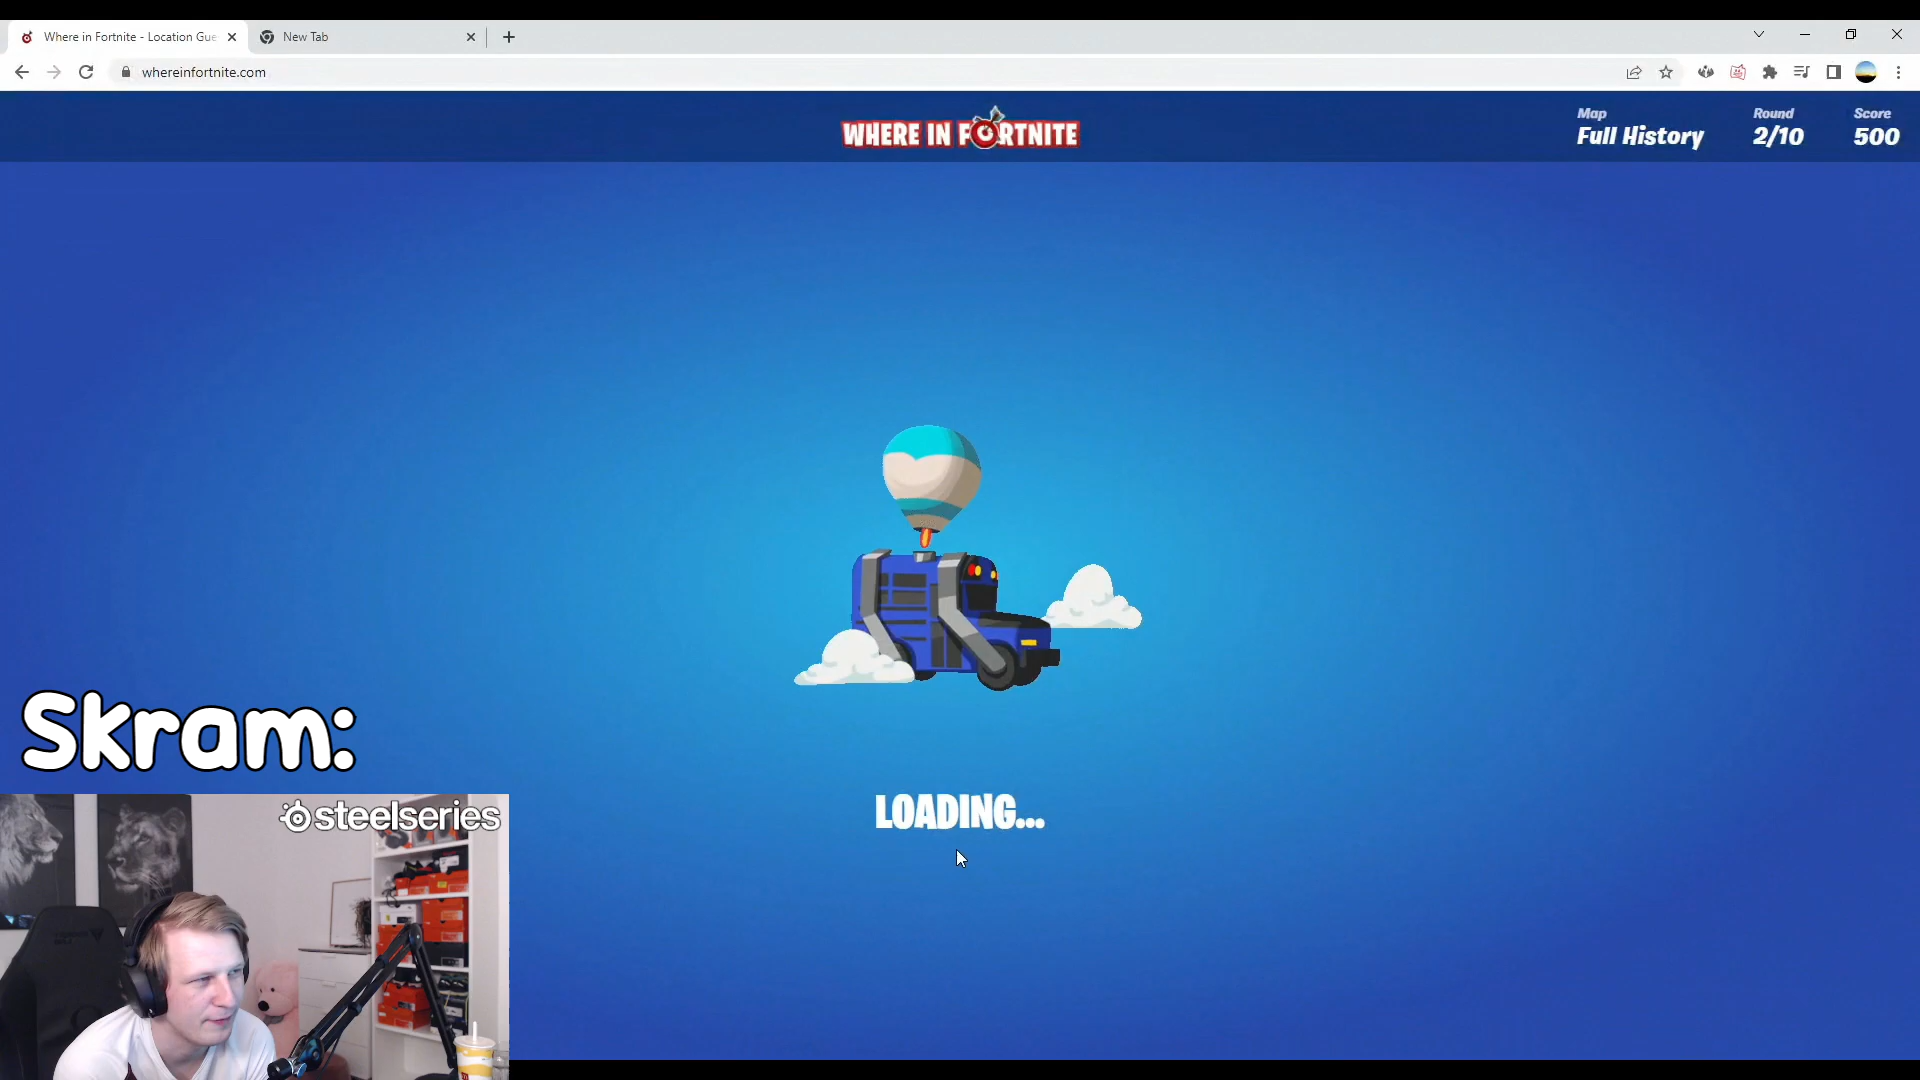 Where in Fortnite - Location Gue
New Tab
whereinfortnite.com
WHERE IN FORTNITE
Map
Full History
Round
2/10
Score
500
Skram:
steelseries
LOADING...